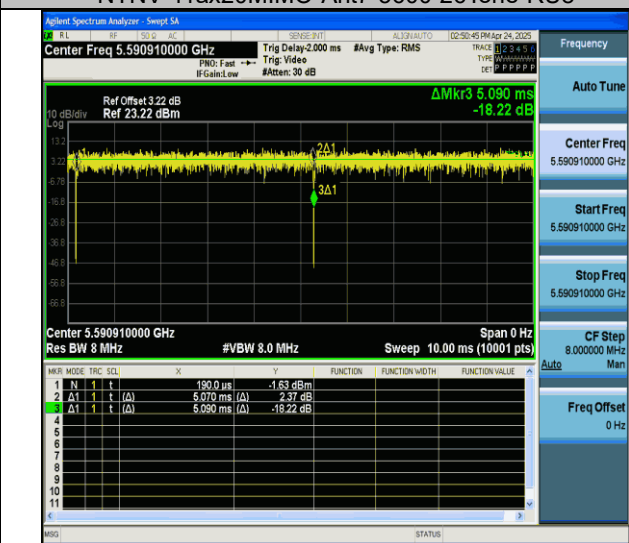 Agilent Spectrum Analyzer - Swept SA
RL RF 50 Ω AC SENSE:INT ALIGN AUTO 02:50:45 PM Apr 24, 2025
Center Freq 5.590910000 GHz
PNO: Fast
IFGain:Low
Trig Delay-2.000 ms
Trig: Video
#Atten: 30 dB
#Avg Type: RMS
TRACE 1 2 3 4 5 6
TYPE
DET P P P P P P
Ref Offset 3.22 dB
10 dB/div Ref 23.22 dBm
Log
ΔMkr3 5.090 ms
-18.22 dB
13.2
3.22
-6.78
-16.8
-26.8
-36.8
-46.8
-56.8
-66.8
2Δ1
3Δ1
Center 5.590910000 GHz Span 0 Hz
Res BW 8 MHz #VBW 8.0 MHz Sweep 10.00 ms (10001 pts)
MKR MODE TRC SCL X Y FUNCTION FUNCTION WIDTH FUNCTION VALUE
1 N 1 t 190.0 µs -1.63 dBm
2 Δ1 1 t (Δ) 5.070 ms (Δ) 2.37 dB
3 Δ1 1 t (Δ) 5.090 ms (Δ) -18.22 dB
4
5
6
7
8
9
10
11
MSG STATUS
Frequency
Auto Tune
Center Freq
5.590910000 GHz
Start Freq
5.590910000 GHz
Stop Freq
5.590910000 GHz
CF Step
8.000000 MHz
Auto Man
Freq Offset
0 Hz